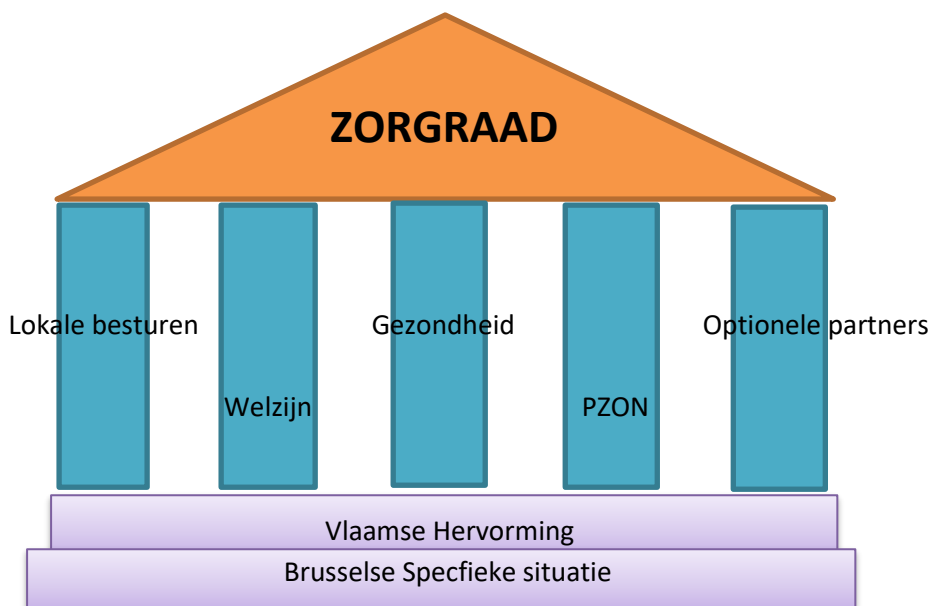 ZORGRAAD
Lokale besturen
Gezondheid
Optionele partners
Welzijn
PZON
Vlaamse Hervorming
Brusselse Specfieke situatie